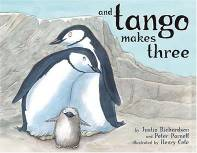 and
tango
makes
three
by Justin Richardson
and Peter Parnell
illustrated by Henry Cole